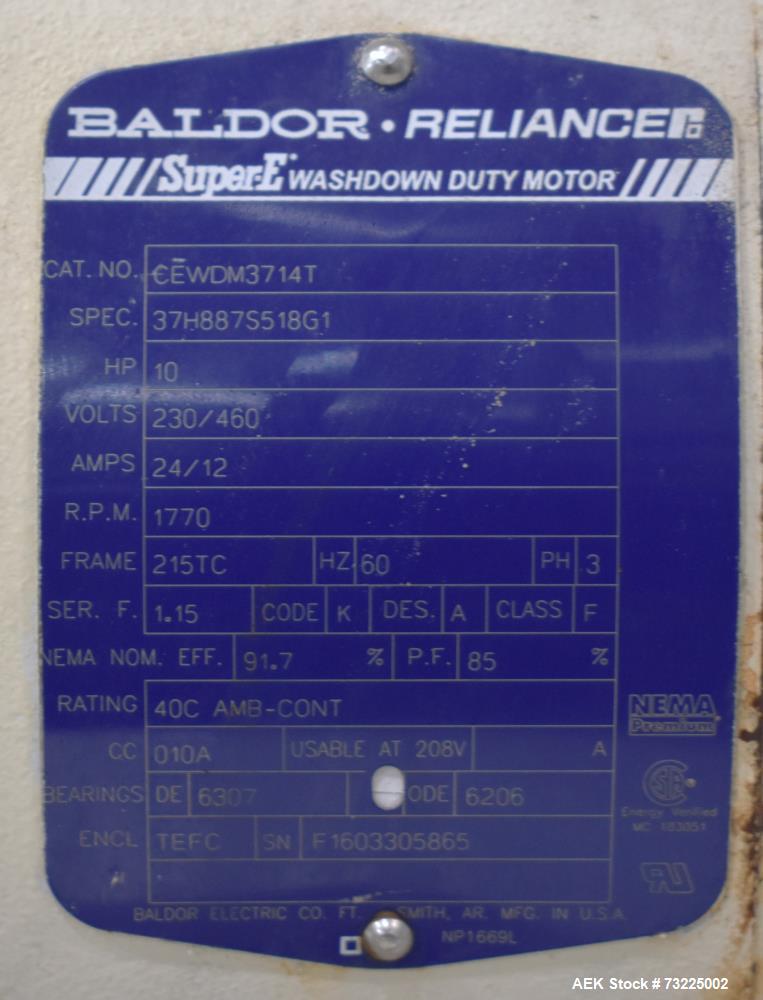 BALDOR • RELIANCE
Super-E WASHDOWN DUTY MOTOR
CAT. NO. CEWDM3714T
SPEC. 37H887S518G1
HP 10
VOLTS 230/460
AMPS 24/12
R.P.M. 1770
FRAME 215TC HZ 60 PH 3
SER. F. 1.15 CODE K DES. A CLASS F
NEMA NOM. EFF. 91.7 % P.F. 85 %
RATING 40C AMB-CONT
NEMA
Premium
CC 010A USABLE AT 208V A
BEARINGS DE 6307 ODE 6206
Energy Verified
MC 183051
ENCL TEFC SN F1603305865
BALDOR ELECTRIC CO. FT. SMITH, AR. MFG. IN U.S.A.
NP1669L
AEK Stock # 73225002